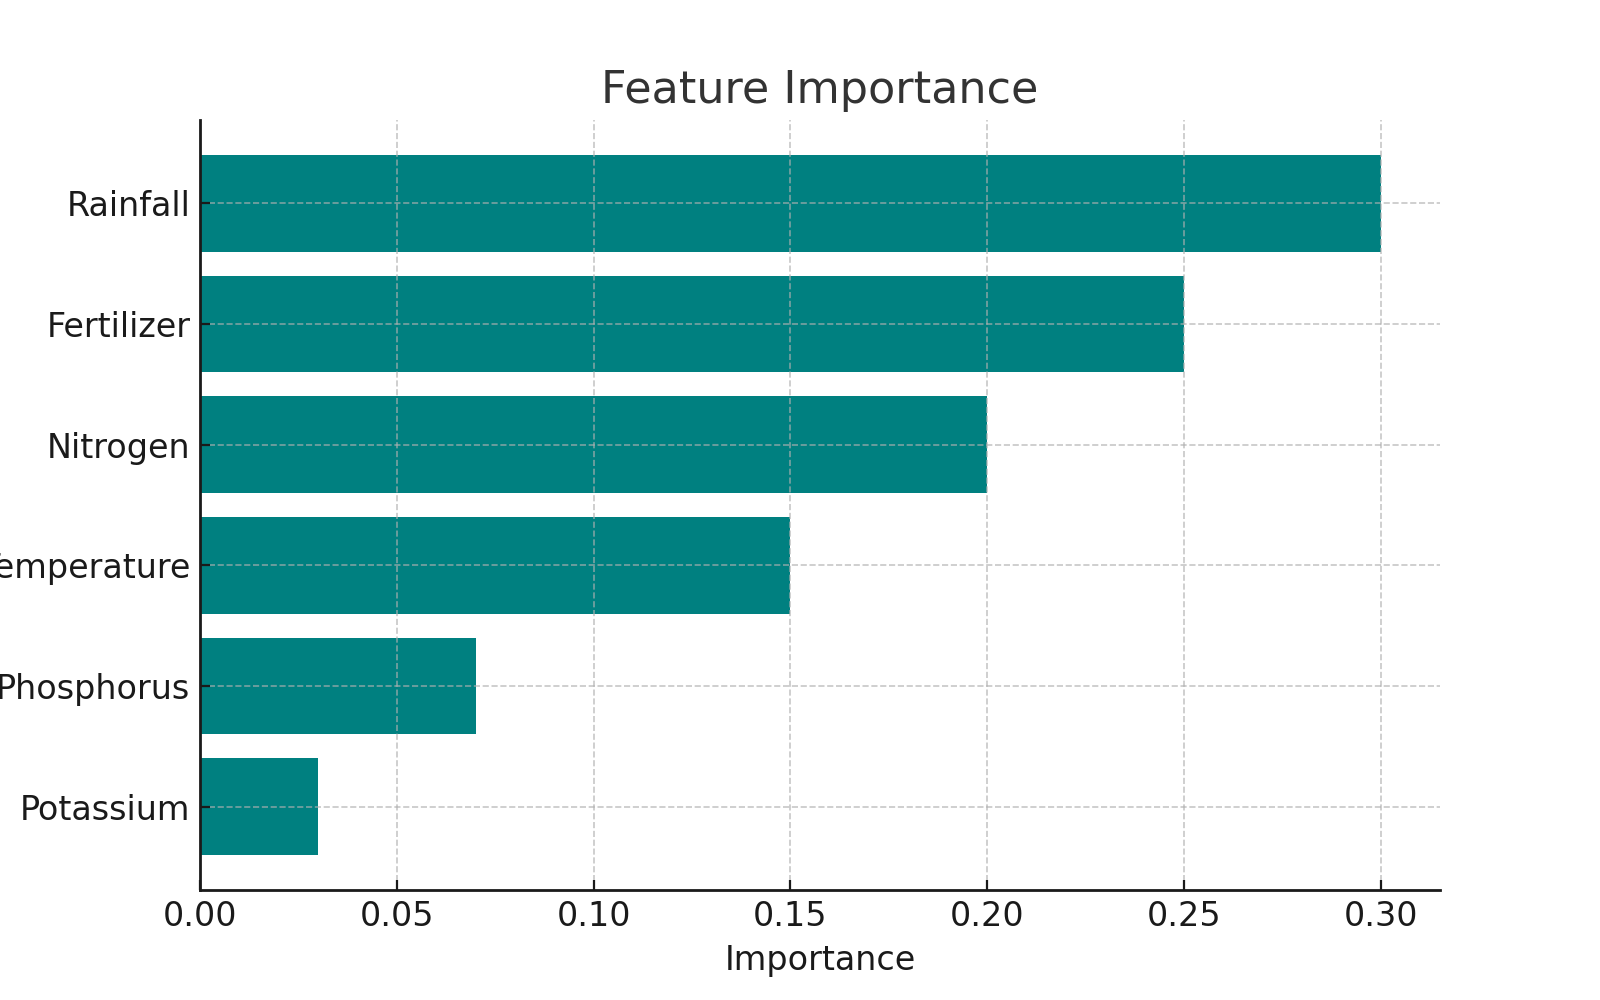 Feature Importance
Rainfall
Fertilizer
Nitrogen
emperature
Phosphorus
Potassium
0.00 0.05 0.10 0.15 0.20 0.25 0.30
Importance